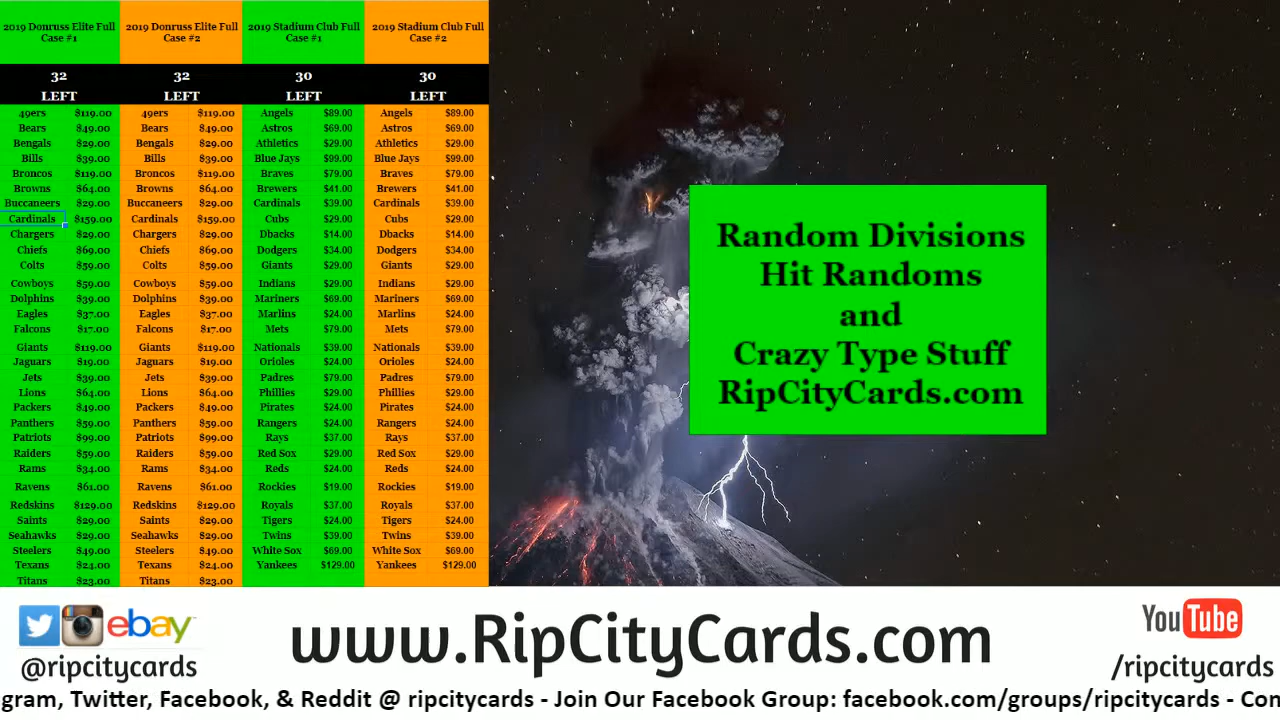 2019 Donruss Elite Full Case #1
2019 Donruss Elite Full Case #2
2019 Stadium Club Full Case #1
2019 Stadium Club Full Case #2
32 32 30 30
LEFT LEFT LEFT LEFT
49ers $119.00 49ers $119.00 Angels $89.00 Angels $89.00
Bears $49.00 Bears $49.00 Astros $69.00 Astros $69.00
Bengals $29.00 Bengals $29.00 Athletics $29.00 Athletics $29.00
Bills $39.00 Bills $39.00 Blue Jays $99.00 Blue Jays $99.00
Broncos $119.00 Broncos $119.00 Braves $79.00 Braves $79.00
Browns $64.00 Browns $64.00 Brewers $41.00 Brewers $41.00
Buccaneers $29.00 Buccaneers $29.00 Cardinals $39.00 Cardinals $39.00
Cardinals $159.00 Cardinals $159.00 Cubs $29.00 Cubs $29.00
Chargers $29.00 Chargers $29.00 Dbacks $14.00 Dbacks $14.00
Chiefs $69.00 Chiefs $69.00 Dodgers $34.00 Dodgers $34.00
Colts $59.00 Colts $59.00 Giants $29.00 Giants $29.00
Cowboys $59.00 Cowboys $59.00 Indians $29.00 Indians $29.00
Dolphins $39.00 Dolphins $39.00 Mariners $69.00 Mariners $69.00
Eagles $37.00 Eagles $37.00 Marlins $24.00 Marlins $24.00
Falcons $17.00 Falcons $17.00 Mets $79.00 Mets $79.00
Giants $119.00 Giants $119.00 Nationals $39.00 Nationals $39.00
Jaguars $19.00 Jaguars $19.00 Orioles $24.00 Orioles $24.00
Jets $39.00 Jets $39.00 Padres $79.00 Padres $79.00
Lions $64.00 Lions $64.00 Phillies $29.00 Phillies $29.00
Packers $49.00 Packers $49.00 Pirates $24.00 Pirates $24.00
Panthers $59.00 Panthers $59.00 Rangers $24.00 Rangers $24.00
Patriots $99.00 Patriots $99.00 Rays $37.00 Rays $37.00
Raiders $59.00 Raiders $59.00 Red Sox $29.00 Red Sox $29.00
Rams $34.00 Rams $34.00 Reds $24.00 Reds $24.00
Ravens $61.00 Ravens $61.00 Rockies $19.00 Rockies $19.00
Redskins $129.00 Redskins $129.00 Royals $37.00 Royals $37.00
Saints $29.00 Saints $29.00 Tigers $24.00 Tigers $24.00
Seahawks $29.00 Seahawks $29.00 Twins $39.00 Twins $39.00
Steelers $49.00 Steelers $49.00 White Sox $69.00 White Sox $69.00
Texans $24.00 Texans $24.00 Yankees $129.00 Yankees $129.00
Titans $23.00 Titans $23.00
Random Divisions
Hit Randoms
and
Crazy Type Stuff
RipCityCards.com
ebay
@ripcitycards
www.RipCityCards.com
YouTube
/ripcitycards
gram, Twitter, Facebook, & Reddit @ ripcitycards - Join Our Facebook Group: facebook.com/groups/ripcitycards - Con